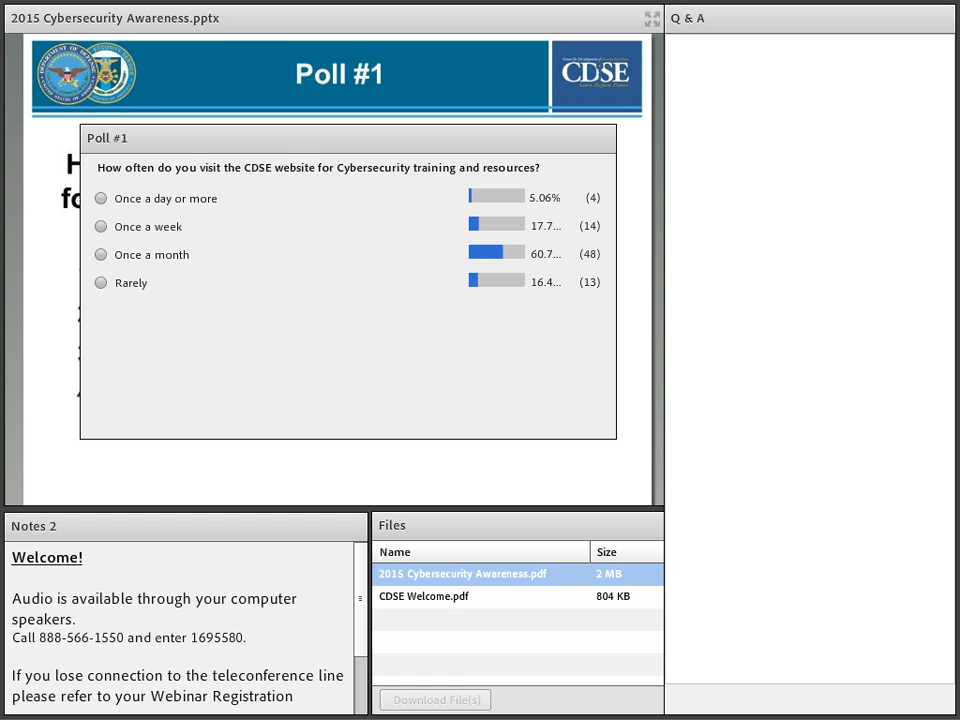 2015 Cybersecurity Awareness.pptx
Q & A
Poll #1
CDSE
Poll #1
How often do you visit the CDSE website for Cybersecurity training and resources?
Once a day or more 5.06% (4)
Once a week 17.7... (14)
Once a month 60.7... (48)
Rarely 16.4... (13)
Notes 2
Welcome!
Audio is available through your computer
speakers.
Call 888-566-1550 and enter 1695580.
If you lose connection to the teleconference line
please refer to your Webinar Registration
Files
Name Size
2015 Cybersecurity Awareness.pdf 2 MB
CDSE Welcome.pdf 804 KB
Download File(s)